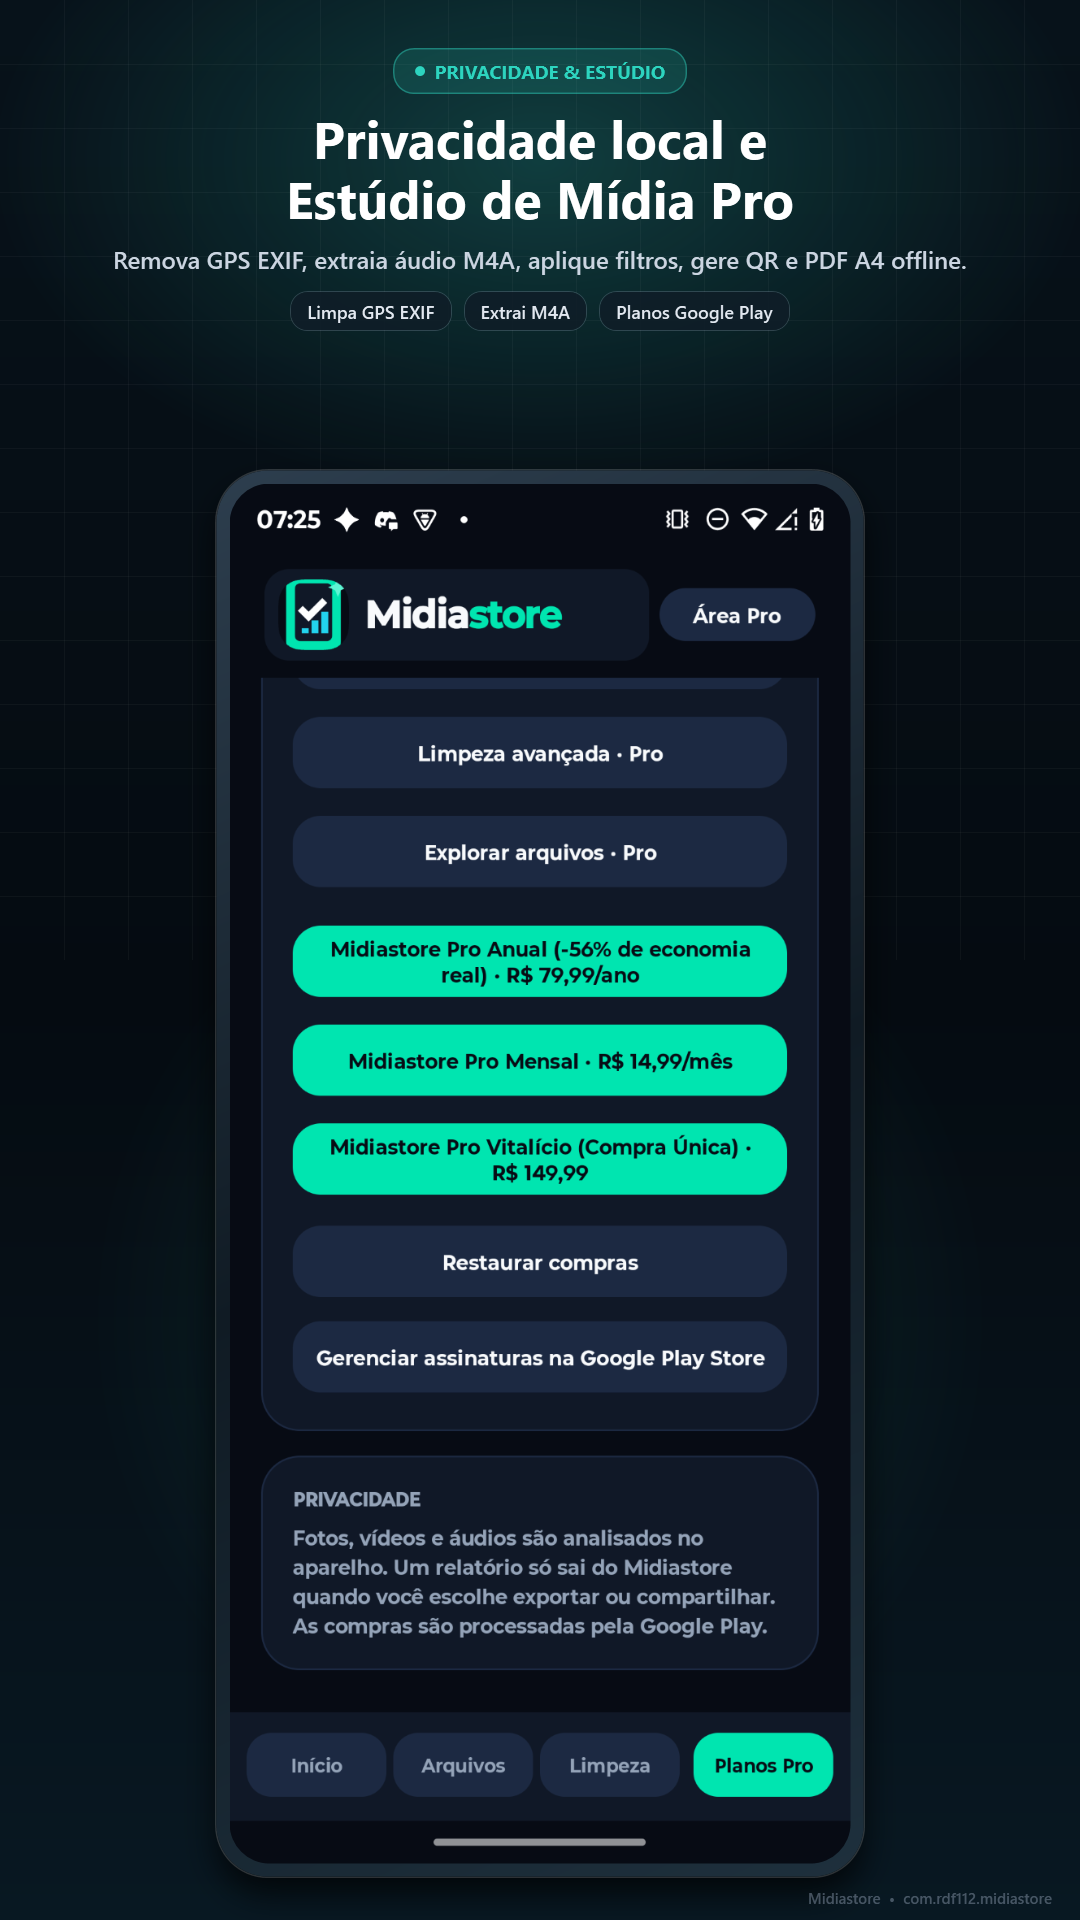 PRIVACIDADE & ESTÚDIO
Privacidade local e
Estúdio de Mídia Pro
Remova GPS EXIF, extraia áudio M4A, aplique filtros, gere QR e PDF A4 offline.
Limpa GPS EXIF
Extrai M4A
Planos Google Play
07:25
Midiastore
Área Pro
Limpeza avançada · Pro
Explorar arquivos · Pro
Midiastore Pro Anual (-56% de economia
real) · R$ 79,99/ano
Midiastore Pro Mensal · R$ 14,99/mês
Midiastore Pro Vitalício (Compra Única) ·
R$ 149,99
Restaurar compras
Gerenciar assinaturas na Google Play Store
PRIVACIDADE
Fotos, vídeos e áudios são analisados no
aparelho. Um relatório só sai do Midiastore
quando você escolhe exportar ou compartilhar.
As compras são processadas pela Google Play.
Início
Arquivos
Limpeza
Planos Pro
Midiastore • com.rdf112.midiastore